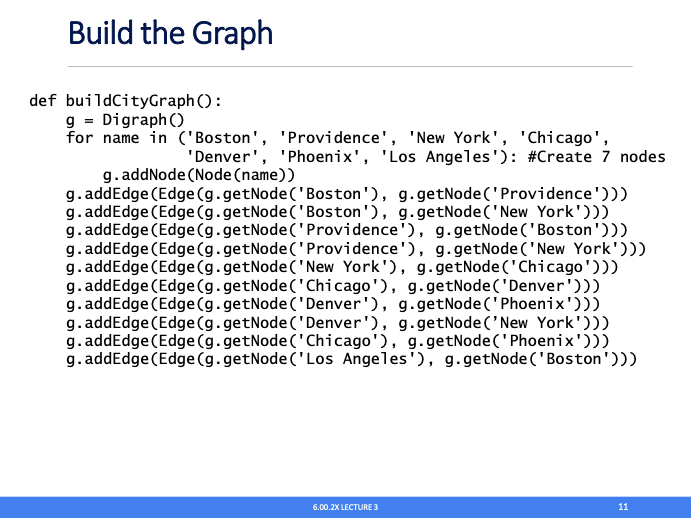 Build the Graph
def buildCityGraph():
    g = Digraph()
    for name in ('Boston', 'Providence', 'New York', 'Chicago',
                 'Denver', 'Phoenix', 'Los Angeles'): #Create 7 nodes
        g.addNode(Node(name))
    g.addEdge(Edge(g.getNode('Boston'), g.getNode('Providence')))
    g.addEdge(Edge(g.getNode('Boston'), g.getNode('New York')))
    g.addEdge(Edge(g.getNode('Providence'), g.getNode('Boston')))
    g.addEdge(Edge(g.getNode('Providence'), g.getNode('New York')))
    g.addEdge(Edge(g.getNode('New York'), g.getNode('Chicago')))
    g.addEdge(Edge(g.getNode('Chicago'), g.getNode('Denver')))
    g.addEdge(Edge(g.getNode('Denver'), g.getNode('Phoenix')))
    g.addEdge(Edge(g.getNode('Denver'), g.getNode(’New York')))
    g.addEdge(Edge(g.getNode('Chicago'), g.getNode('Phoenix')))
    g.addEdge(Edge(g.getNode('Los Angeles'), g.getNode('Boston')))
6.00.2X LECTURE 3
11